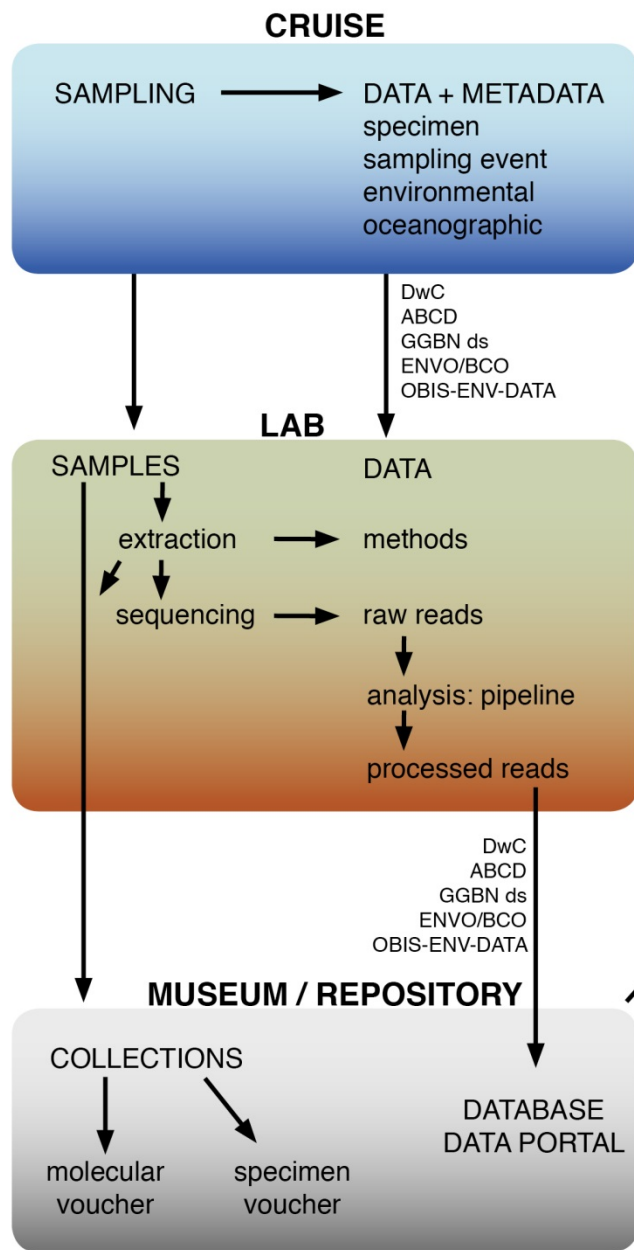 CRUISE
SAMPLING
DATA + METADATA
specimen
sampling event
environmental
oceanographic
DwC
ABCD
GGBN ds
ENVO/BCO
OBIS-ENV-DATA
LAB
SAMPLES
DATA
extraction
methods
sequencing
raw reads
analysis: pipeline
processed reads
DwC
ABCD
GGBN ds
ENVO/BCO
OBIS-ENV-DATA
MUSEUM / REPOSITORY
COLLECTIONS
molecular
voucher
specimen
voucher
DATABASE
DATA PORTAL